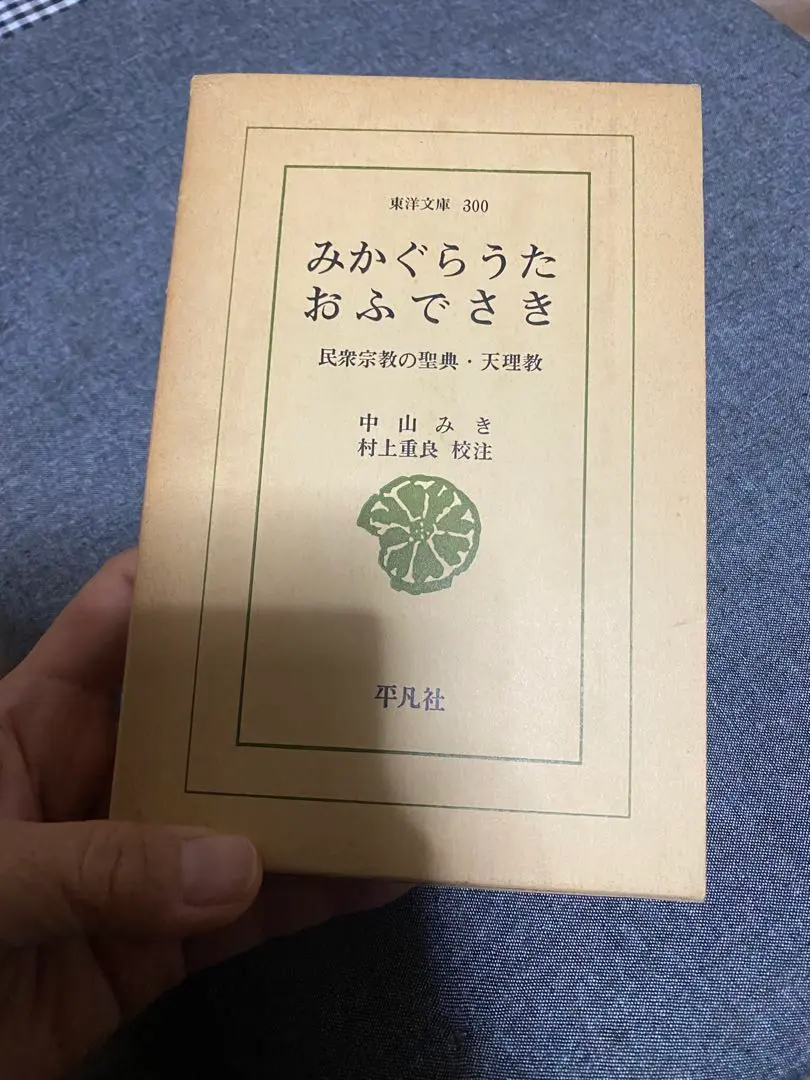 東洋文庫 300
みかぐらうた
おふでさき
民衆宗教の聖典・天理教
中山みき
村上重良 校注
平凡社